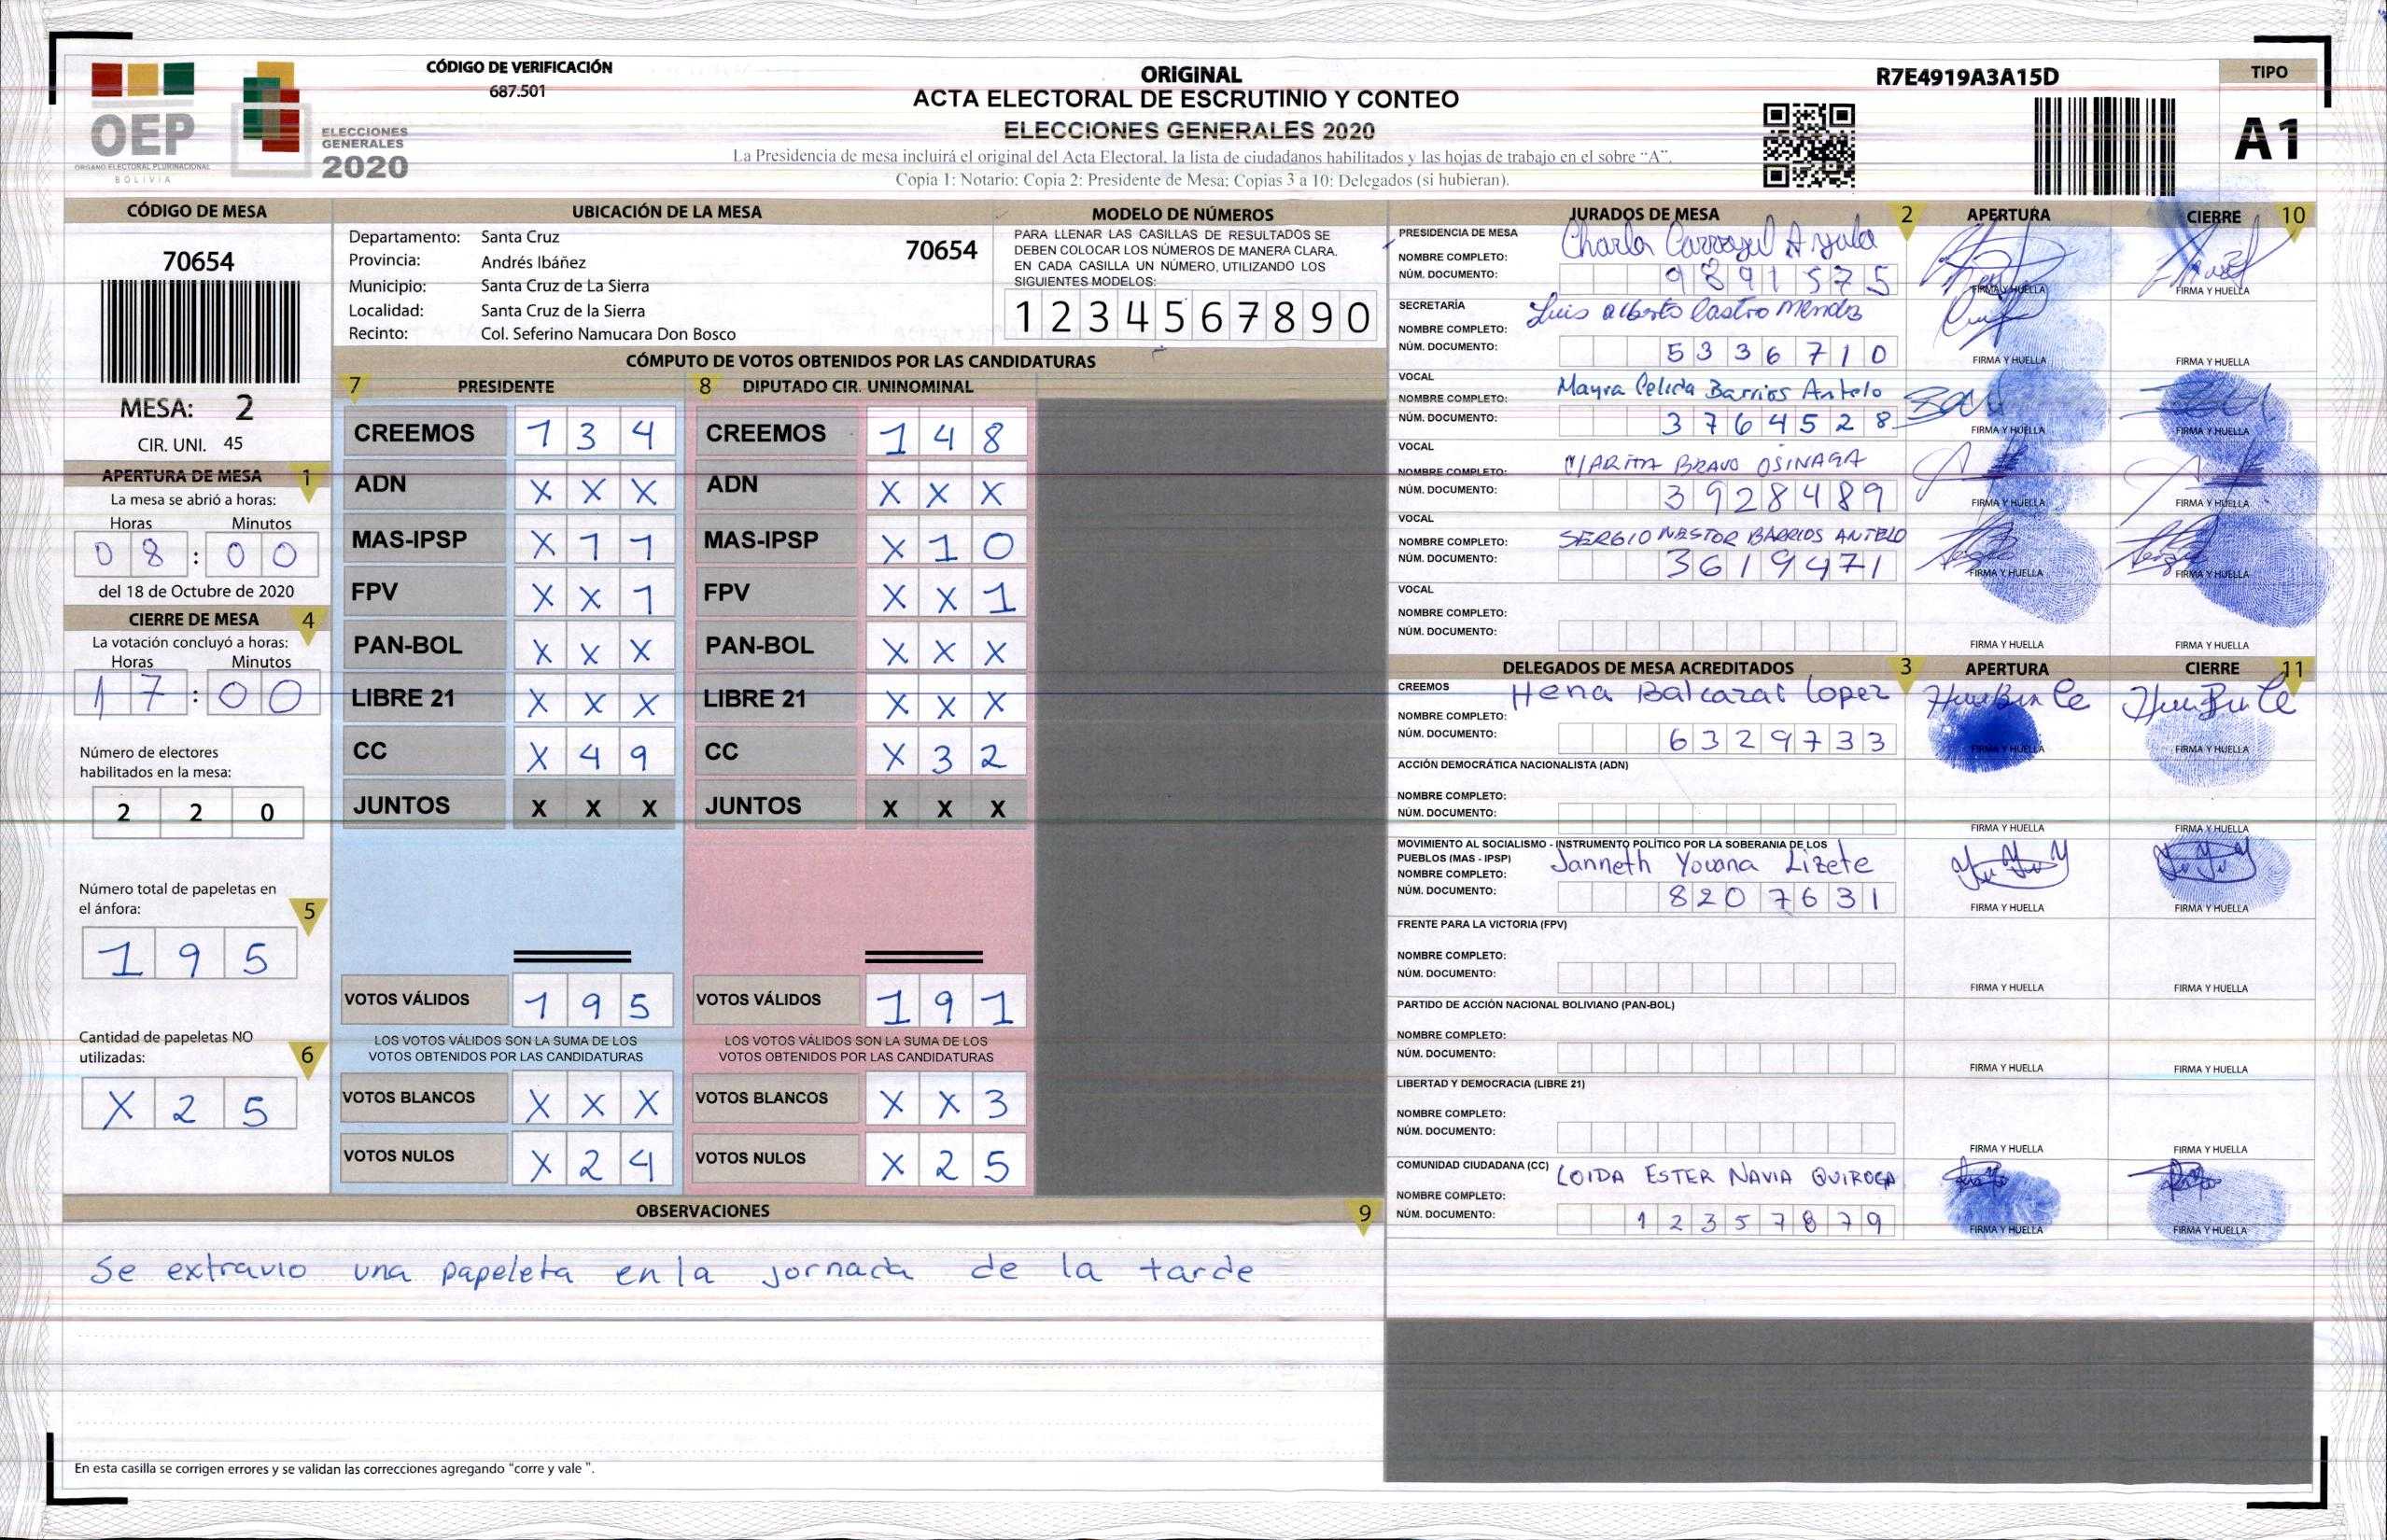 CÓDIGO DE VERIFICACIÓN
687.501
OEP
ORGANO ELECTORAL PLURINACIONAL
BOLIVIA
ELECCIONES
GENERALES
2020
ORIGINAL
ACTA ELECTORAL DE ESCRUTINIO Y CONTEO
ELECCIONES GENERALES 2020
La Presidencia de mesa incluirá el original del Acta Electoral, la lista de ciudadanos habilitados y las hojas de trabajo en el sobre "A".
Copia 1: Notario: Copia 2: Presidente de Mesa: Copias 3 a 10: Delegados (si hubieran).
R7E4919A3A15D
TIPO
A1
CÓDIGO DE MESA
70654
MESA: 2
CIR. UNI. 45
APERTURA DE MESA 1
La mesa se abrió a horas:
Horas Minutos
08:00
del 18 de Octubre de 2020
CIERRE DE MESA 4
La votación concluyó a horas:
Horas Minutos
17:00
Número de electores
habilitados en la mesa:
2 2 0
Número total de papeletas en
el ánfora: 5
1 9 5
Cantidad de papeletas NO
utilizadas: 6
X 2 5
UBICACIÓN DE LA MESA
Departamento: Santa Cruz 70654
Provincia: Andrés Ibáñez
Municipio: Santa Cruz de La Sierra
Localidad: Santa Cruz de la Sierra
Recinto: Col. Seferino Namucara Don Bosco
MODELO DE NÚMEROS
PARA LLENAR LAS CASILLAS DE RESULTADOS SE
DEBEN COLOCAR LOS NÚMEROS DE MANERA CLARA.
EN CADA CASILLA UN NÚMERO, UTILIZANDO LOS
SIGUIENTES MODELOS:
1 2 3 4 5 6 7 8 9 0
CÓMPUTO DE VOTOS OBTENIDOS POR LAS CANDIDATURAS
7 PRESIDENTE 8 DIPUTADO CIR. UNINOMINAL
CREEMOS 1 3 4 CREEMOS 1 4 8
ADN X X X ADN X X X
MAS-IPSP X 1 1 MAS-IPSP X 1 0
FPV X X 1 FPV X X 1
PAN-BOL X X X PAN-BOL X X X
LIBRE 21 X X X LIBRE 21 X X X
CC X 4 9 CC X 3 2
JUNTOS X X X JUNTOS X X X
VOTOS VÁLIDOS 1 9 5 VOTOS VÁLIDOS 1 9 1
LOS VOTOS VÁLIDOS SON LA SUMA DE LOS LOS VOTOS VÁLIDOS SON LA SUMA DE LOS
VOTOS OBTENIDOS POR LAS CANDIDATURAS VOTOS OBTENIDOS POR LAS CANDIDATURAS
VOTOS BLANCOS X X X VOTOS BLANCOS X X 3
VOTOS NULOS X 2 4 VOTOS NULOS X 2 5
OBSERVACIONES 9
Se extravio una papeleta en la jornada de la tarde
En esta casilla se corrigen errores y se validan las correcciones agregando "corre y vale ".
JURADOS DE MESA 2 APERTURA CIERRE 10
PRESIDENCIA DE MESA
NOMBRE COMPLETO: Ayala
NÚM. DOCUMENTO: 9891575
FIRMA Y HUELLA FIRMA Y HUELLA
SECRETARÍA
NOMBRE COMPLETO: Luis Alberto Castro Mendez
NÚM. DOCUMENTO: 5336710
FIRMA Y HUELLA FIRMA Y HUELLA
VOCAL
NOMBRE COMPLETO: Mayra Celida Barrios Antelo
NÚM. DOCUMENTO: 3764528
FIRMA Y HUELLA FIRMA Y HUELLA
VOCAL
NOMBRE COMPLETO: MARITA BRAVO OSINAGA
NÚM. DOCUMENTO: 3928489
FIRMA Y HUELLA FIRMA Y HUELLA
VOCAL
NOMBRE COMPLETO: SERGIO NESTOR BARRIOS ANTELO
NÚM. DOCUMENTO: 3619471
FIRMA Y HUELLA FIRMA Y HUELLA
VOCAL
NOMBRE COMPLETO:
NÚM. DOCUMENTO:
FIRMA Y HUELLA FIRMA Y HUELLA
DELEGADOS DE MESA ACREDITADOS 3 APERTURA CIERRE 11
CREEMOS
NOMBRE COMPLETO: Hena Balcazar Lopez
NÚM. DOCUMENTO: 6329733
FIRMA Y HUELLA FIRMA Y HUELLA
ACCIÓN DEMOCRÁTICA NACIONALISTA (ADN)
NOMBRE COMPLETO:
NÚM. DOCUMENTO:
FIRMA Y HUELLA FIRMA Y HUELLA
MOVIMIENTO AL SOCIALISMO - INSTRUMENTO POLÍTICO POR LA SOBERANIA DE LOS
PUEBLOS (MAS - IPSP)
NOMBRE COMPLETO: Janneth Yovana Lizete
NÚM. DOCUMENTO: 8207631
FIRMA Y HUELLA FIRMA Y HUELLA
FRENTE PARA LA VICTORIA (FPV)
NOMBRE COMPLETO:
NÚM. DOCUMENTO:
FIRMA Y HUELLA FIRMA Y HUELLA
PARTIDO DE ACCIÓN NACIONAL BOLIVIANO (PAN-BOL)
NOMBRE COMPLETO:
NÚM. DOCUMENTO:
FIRMA Y HUELLA FIRMA Y HUELLA
LIBERTAD Y DEMOCRACIA (LIBRE 21)
NOMBRE COMPLETO:
NÚM. DOCUMENTO:
FIRMA Y HUELLA FIRMA Y HUELLA
COMUNIDAD CIUDADANA (CC)
NOMBRE COMPLETO: LOIDA ESTER NAVIA QUIROGA
NÚM. DOCUMENTO: 12357879
FIRMA Y HUELLA FIRMA Y HUELLA